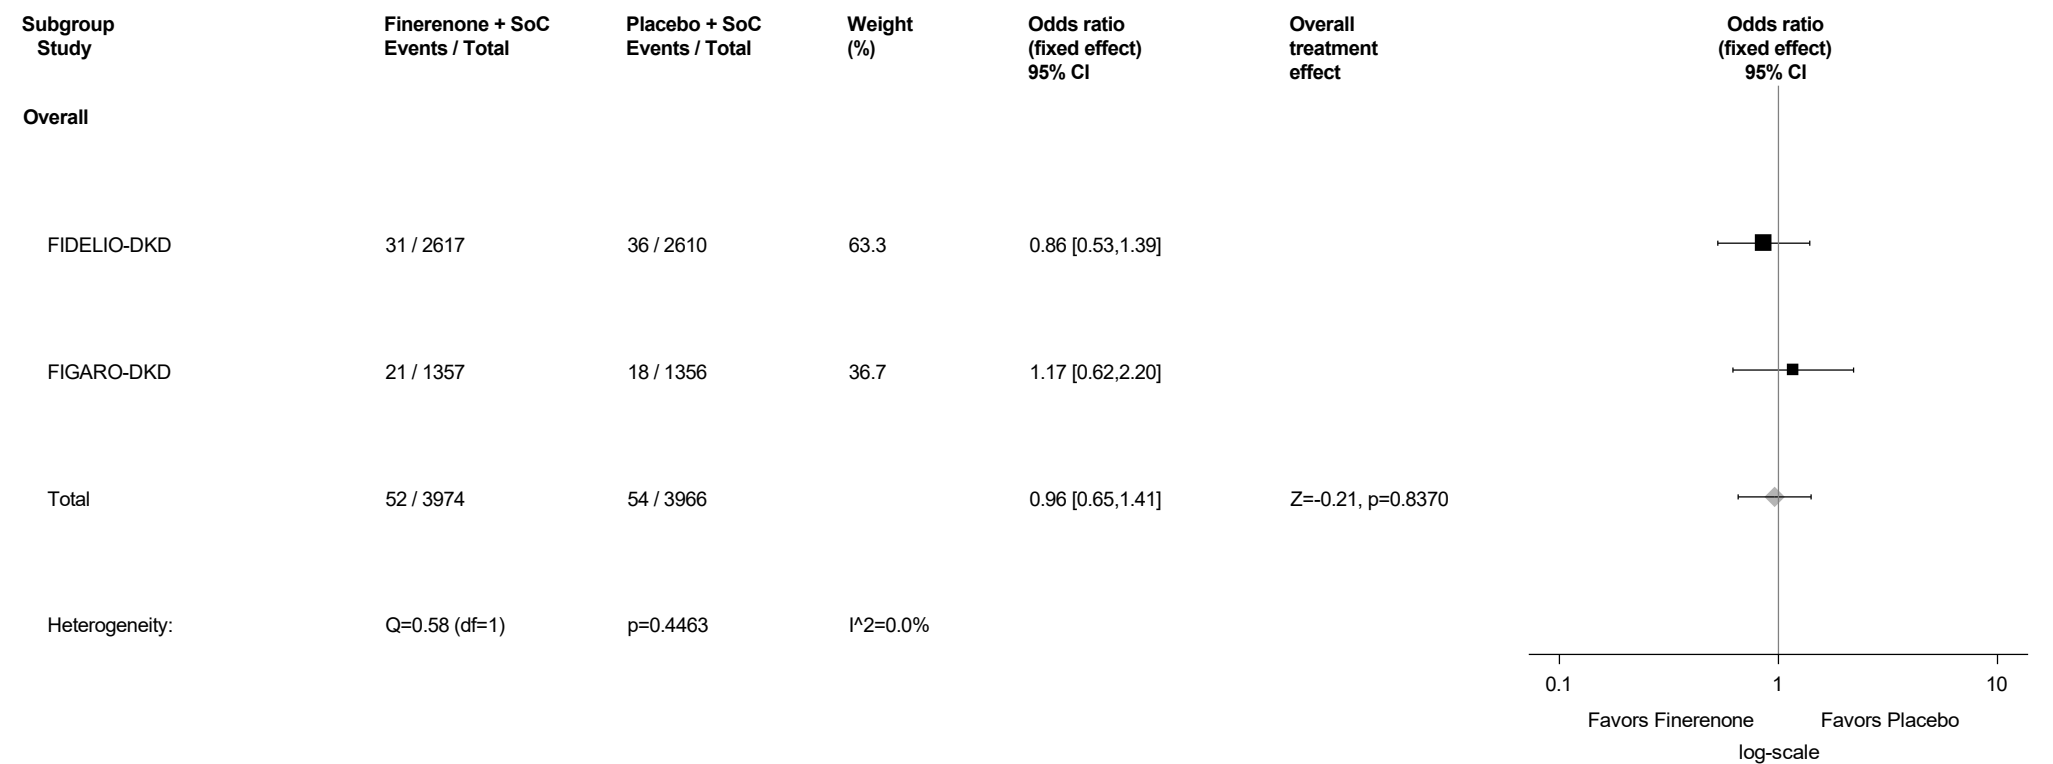 Subgroup Finerenone + SoC Placebo + SoC Weight Odds ratio Overall Odds ratio
Study Events / Total Events / Total (%) (fixed effect) treatment (fixed effect)
95% CI effect 95% CI
Overall
FIDELIO-DKD 31 / 2617 36 / 2610 63.3 0.86 [0.53,1.39]
FIGARO-DKD 21 / 1357 18 / 1356 36.7 1.17 [0.62,2.20]
Total 52 / 3974 54 / 3966 0.96 [0.65,1.41] Z=-0.21, p=0.8370
Heterogeneity: Q=0.58 (df=1) p=0.4463 I^2=0.0%
0.1 1 10
Favors Finerenone Favors Placebo
log-scale